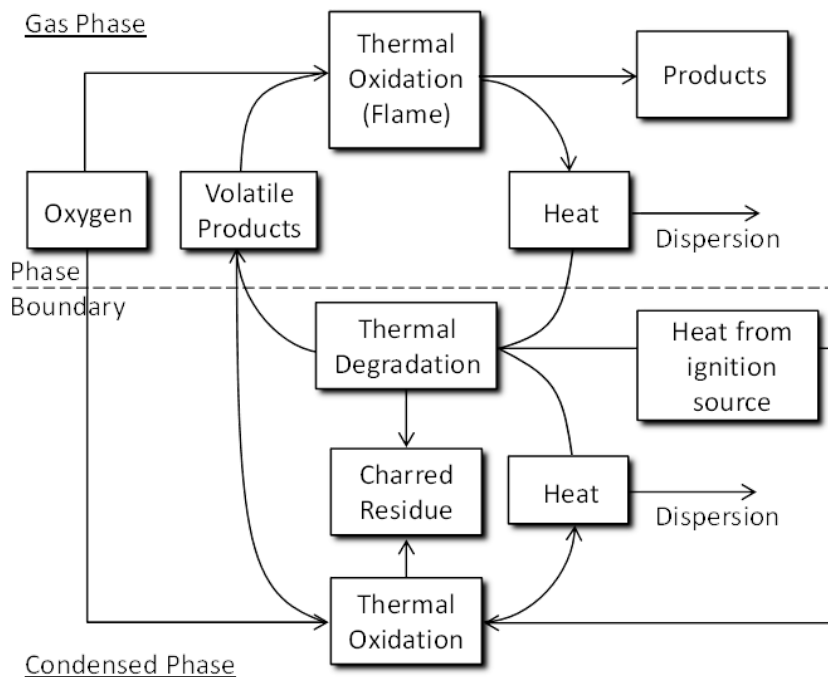 Gas Phase
Thermal
Oxidation
(Flame)
Products
Oxygen
Volatile
Products
Heat
Dispersion
Phase
Boundary
Thermal
Degradation
Heat from
ignition
source
Charred
Residue
Heat
Dispersion
Thermal
Oxidation
Condensed Phase